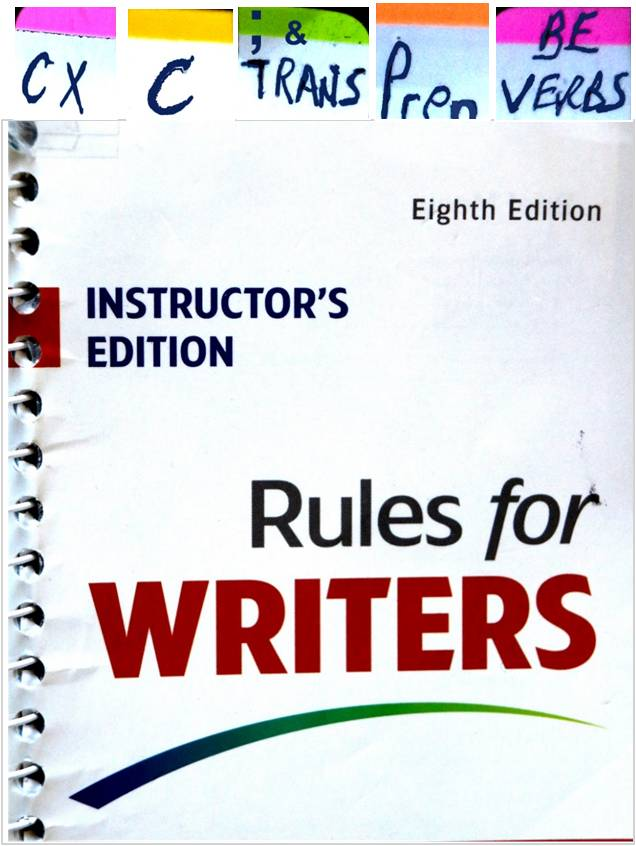 CX
C
; &
TRANS
Prep
BE
VERBS
Eighth Edition
INSTRUCTOR'S
EDITION
Rules for
WRITERS